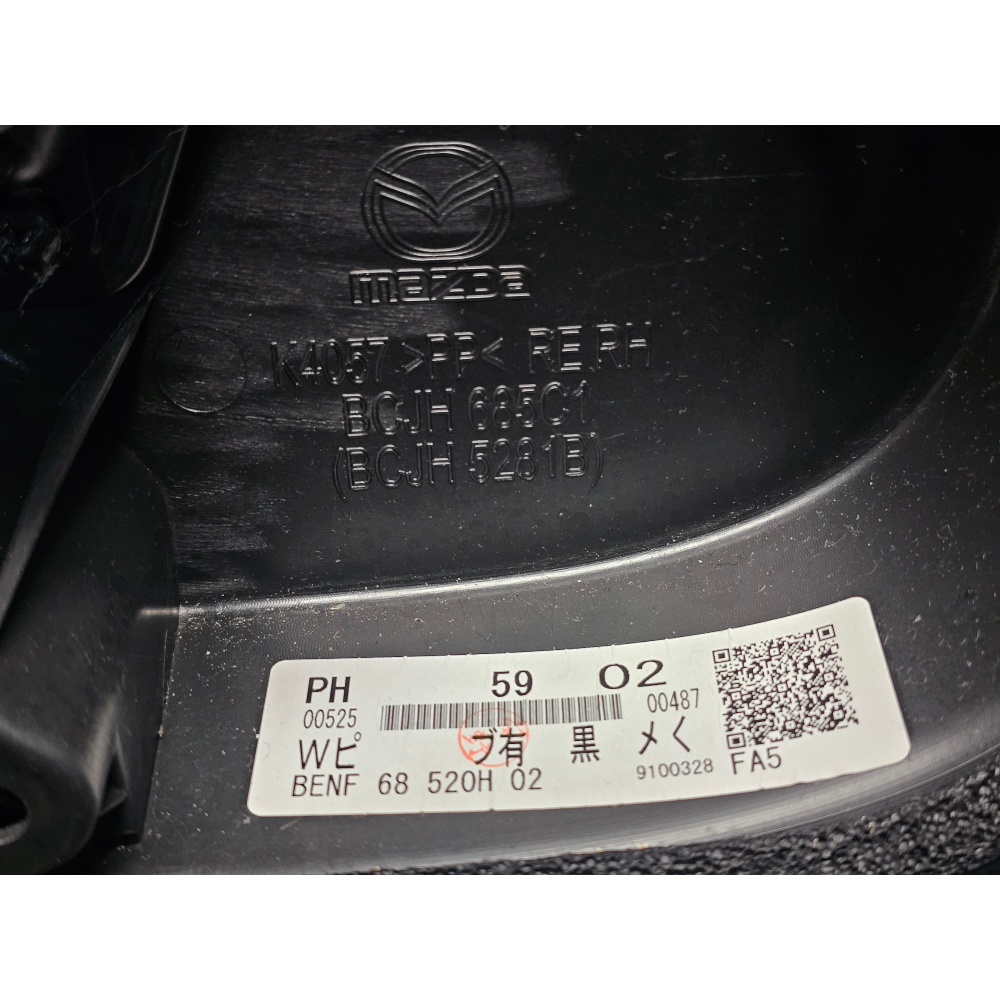 mazda
K4057 >PP< RE RH
BCJH 685C1
(BCJH 5281B)
PH 59 02
00525 00487
Wピ ブ有 黒 メく
BENF 68 520H 02 9100328 FA5